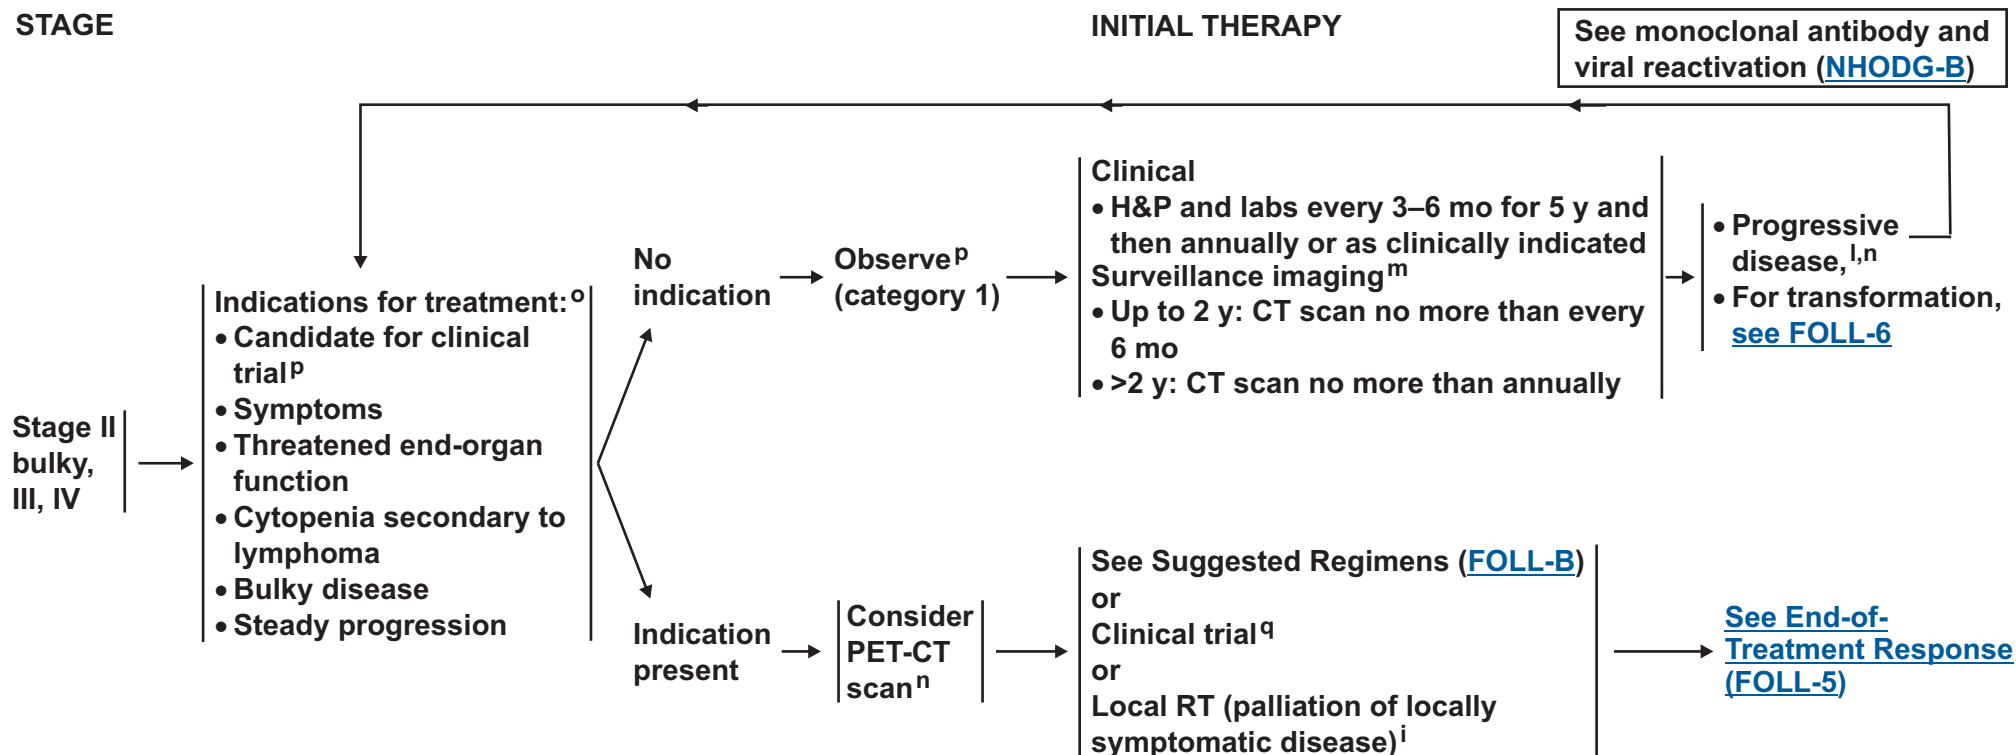 STAGE
INITIAL THERAPY
See monoclonal antibody and
viral reactivation (NHODG-B)
Stage II
bulky,
III, IV
Indications for treatment:o
• Candidate for clinical
trialp
• Symptoms
• Threatened end-organ
function
• Cytopenia secondary to
lymphoma
• Bulky disease
• Steady progression
No
indication
Observep
(category 1)
Clinical
• H&P and labs every 3–6 mo for 5 y and
then annually or as clinically indicated
Surveillance imagingm
• Up to 2 y: CT scan no more than every
6 mo
• >2 y: CT scan no more than annually
• Progressive
disease,l,n
• For transformation,
see FOLL-6
Indication
present
Consider
PET-CT
scann
See Suggested Regimens (FOLL-B)
or
Clinical trialq
or
Local RT (palliation of locally
symptomatic disease)i
See End-of-
Treatment Response
(FOLL-5)